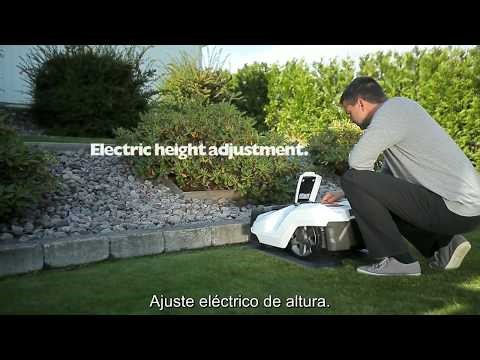 Electric height adjustment.
Ajuste eléctrico de altura.